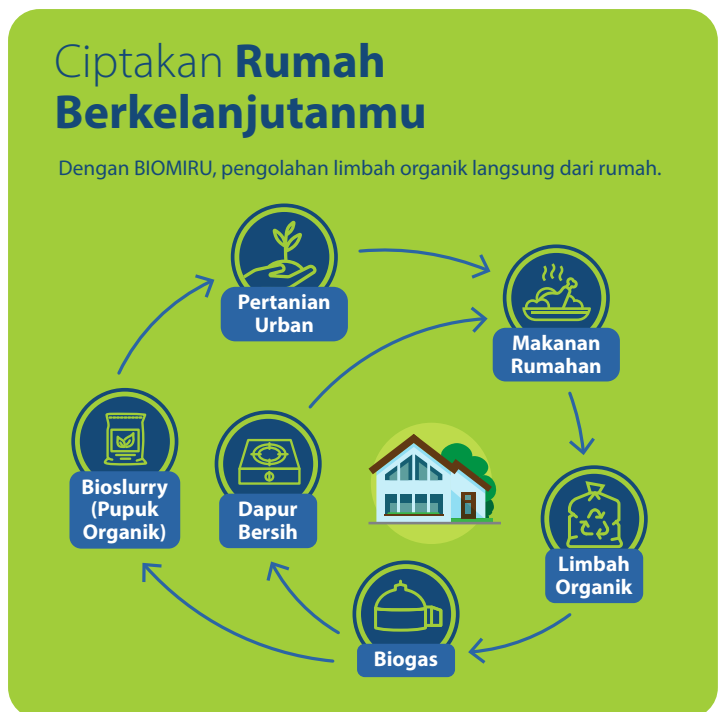 Ciptakan Rumah
Berkelanjutanmu
Dengan BIOMIRU, pengolahan limbah organik langsung dari rumah.
Pertanian
Urban
Makanan
Rumahan
Bioslurry
(Pupuk
Organik)
Dapur
Bersih
Limbah
Organik
Biogas